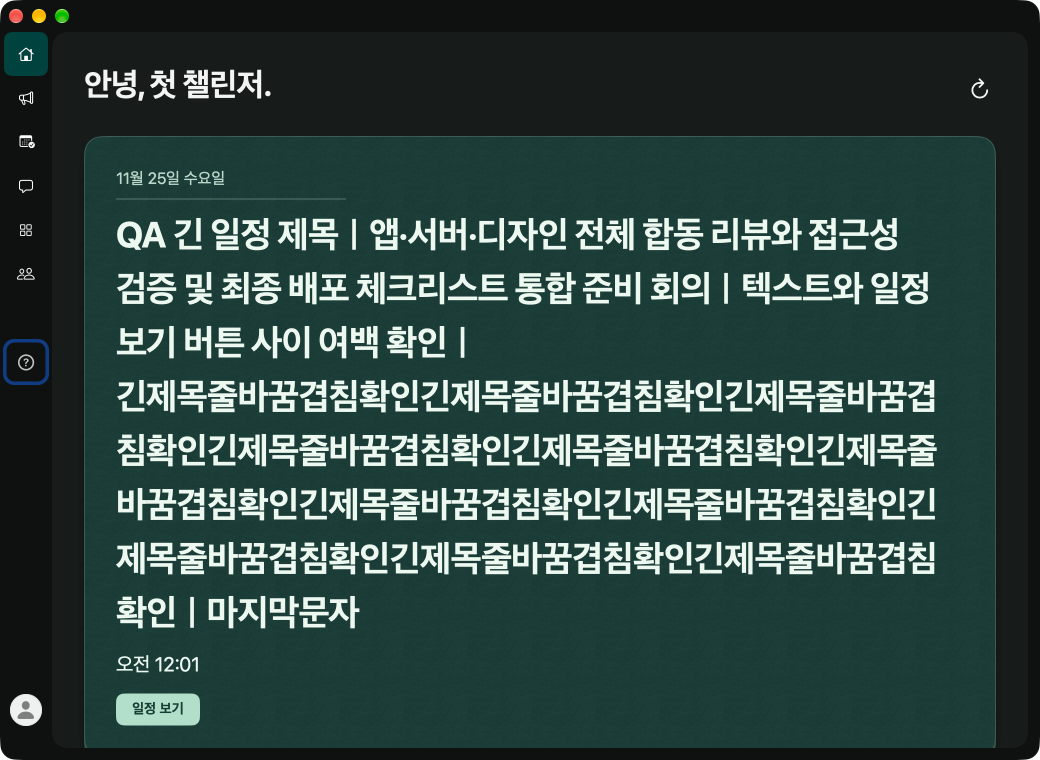 안녕, 첫 챌린저.
11월 25일 수요일
QA 긴 일정 제목 | 앱·서버·디자인 전체 합동 리뷰와 접근성
검증 및 최종 배포 체크리스트 통합 준비 회의 | 텍스트와 일정
보기 버튼 사이 여백 확인 |
긴제목줄바꿈겹침확인긴제목줄바꿈겹침확인긴제목줄바꿈겹
침확인긴제목줄바꿈겹침확인긴제목줄바꿈겹침확인긴제목줄
바꿈겹침확인긴제목줄바꿈겹침확인긴제목줄바꿈겹침확인긴
제목줄바꿈겹침확인긴제목줄바꿈겹침확인긴제목줄바꿈겹침
확인 | 마지막문자
오전 12:01
일정 보기